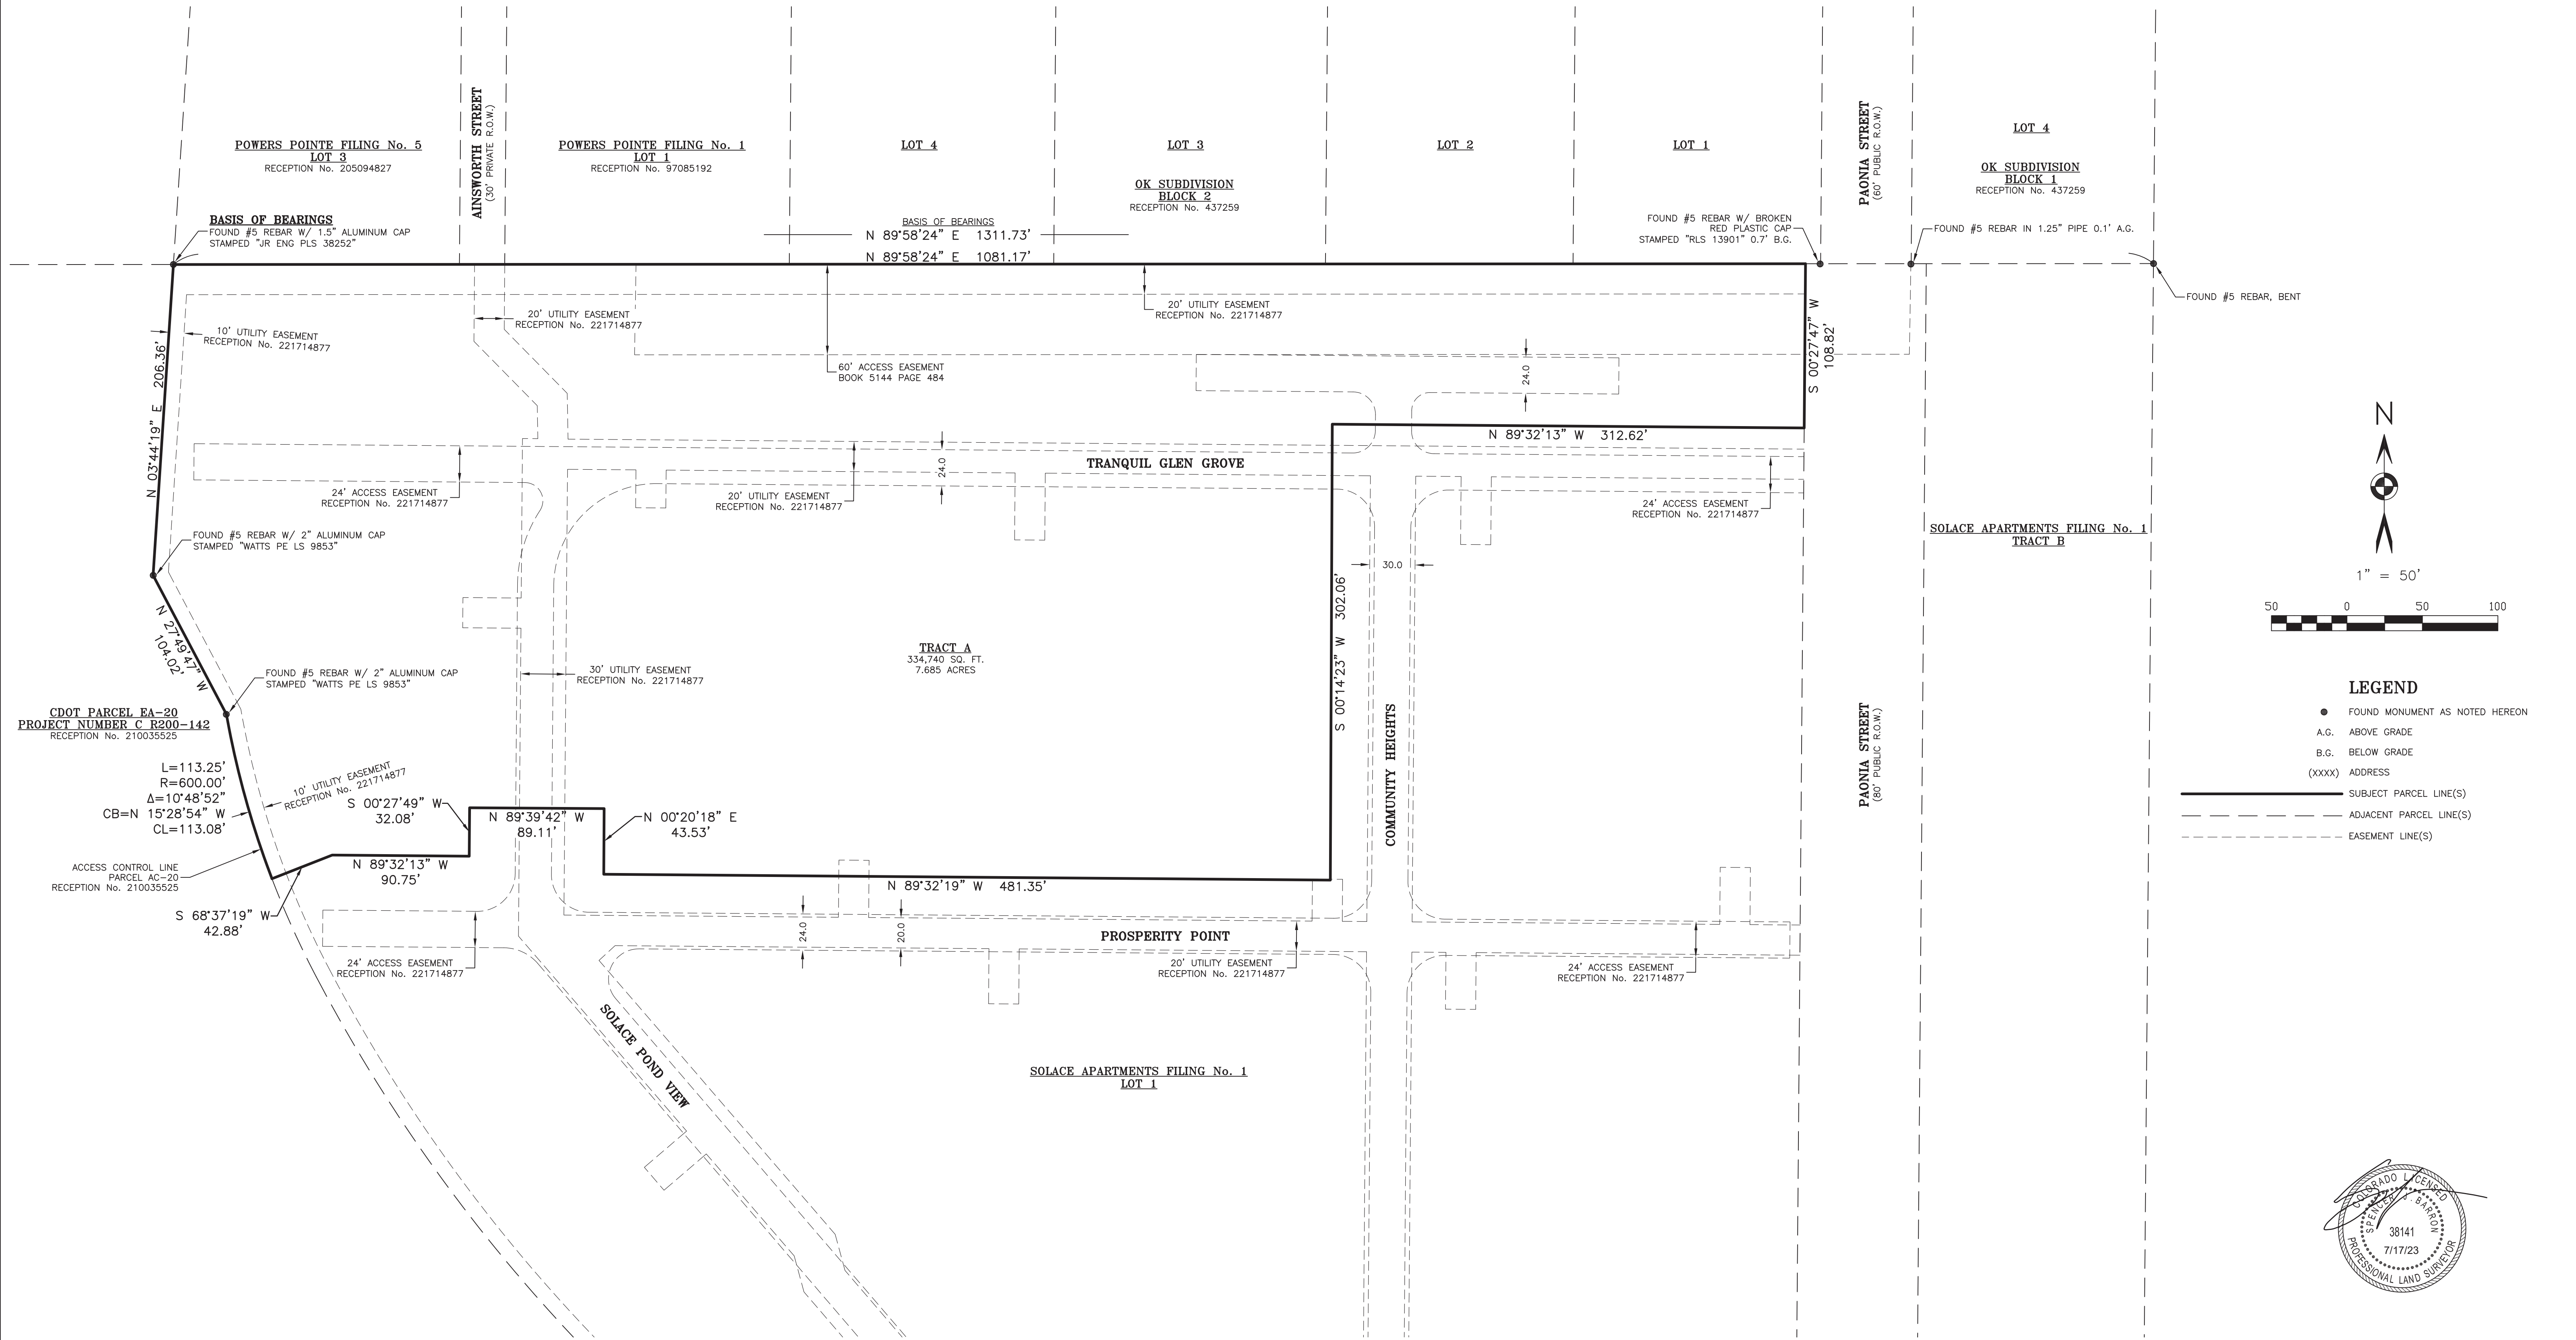 POWERS POINTE FILING No. 5
LOT 3
RECEPTION No. 205094827
AINSWORTH STREET
(30' PRIVATE R.O.W.)
POWERS POINTE FILING No. 1
LOT 1
RECEPTION No. 97085192
LOT 4
LOT 3
OK SUBDIVISION
BLOCK 2
RECEPTION No. 437259
LOT 2
LOT 1
PAONIA STREET
(60' PUBLIC R.O.W.)
LOT 4
OK SUBDIVISION
BLOCK 1
RECEPTION No. 437259
BASIS OF BEARINGS
FOUND #5 REBAR W/ 1.5" ALUMINUM CAP
STAMPED "JR ENG PLS 38252"
BASIS OF BEARINGS
N 89°58'24" E 1311.73'
N 89°58'24" E 1081.17'
FOUND #5 REBAR W/ BROKEN
RED PLASTIC CAP
STAMPED "RLS 13901" 0.7' B.G.
FOUND #5 REBAR IN 1.25" PIPE 0.1' A.G.
FOUND #5 REBAR, BENT
10' UTILITY EASEMENT
RECEPTION No. 221714877
20' UTILITY EASEMENT
RECEPTION No. 221714877
20' UTILITY EASEMENT
RECEPTION No. 221714877
60' ACCESS EASEMENT
BOOK 5144 PAGE 484
24.0
S 00°27'47" W
108.82'
N 03°44'19" E 206.36'
N 89°32'13" W 312.62'
TRANQUIL GLEN GROVE
24.0
24' ACCESS EASEMENT
RECEPTION No. 221714877
20' UTILITY EASEMENT
RECEPTION No. 221714877
24' ACCESS EASEMENT
RECEPTION No. 221714877
FOUND #5 REBAR W/ 2" ALUMINUM CAP
STAMPED "WATTS PE LS 9853"
30.0
SOLACE APARTMENTS FILING No. 1
TRACT B
N
1" = 50'
50 0 50 100
N 27°49'47" W
104.02'
S 00°14'23" W 302.06'
TRACT A
334,740 SQ. FT.
7.685 ACRES
FOUND #5 REBAR W/ 2" ALUMINUM CAP
STAMPED "WATTS PE LS 9853"
30' UTILITY EASEMENT
RECEPTION No. 221714877
CDOT PARCEL EA-20
PROJECT NUMBER C R200-142
RECEPTION No. 210035525
COMMUNITY HEIGHTS
PAONIA STREET
(80' PUBLIC R.O.W.)
LEGEND
FOUND MONUMENT AS NOTED HEREON
A.G. ABOVE GRADE
B.G. BELOW GRADE
(XXXX) ADDRESS
SUBJECT PARCEL LINE(S)
ADJACENT PARCEL LINE(S)
EASEMENT LINE(S)
L=113.25'
R=600.00'
Δ=10°48'52"
CB=N 15°28'54" W
CL=113.08'
10' UTILITY EASEMENT
RECEPTION No. 221714877
S 00°27'49" W
32.08'
N 89°39'42" W
89.11'
N 00°20'18" E
43.53'
ACCESS CONTROL LINE
PARCEL AC-20
RECEPTION No. 210035525
N 89°32'13" W
90.75'
N 89°32'19" W 481.35'
S 68°37'19" W
42.88'
24.0
20.0
PROSPERITY POINT
24' ACCESS EASEMENT
RECEPTION No. 221714877
20' UTILITY EASEMENT
RECEPTION No. 221714877
24' ACCESS EASEMENT
RECEPTION No. 221714877
SOLACE POND VIEW
SOLACE APARTMENTS FILING No. 1
LOT 1
COLORADO LICENSED
SPENCER J. BARRON
38141
7/17/23
PROFESSIONAL LAND SURVEYOR